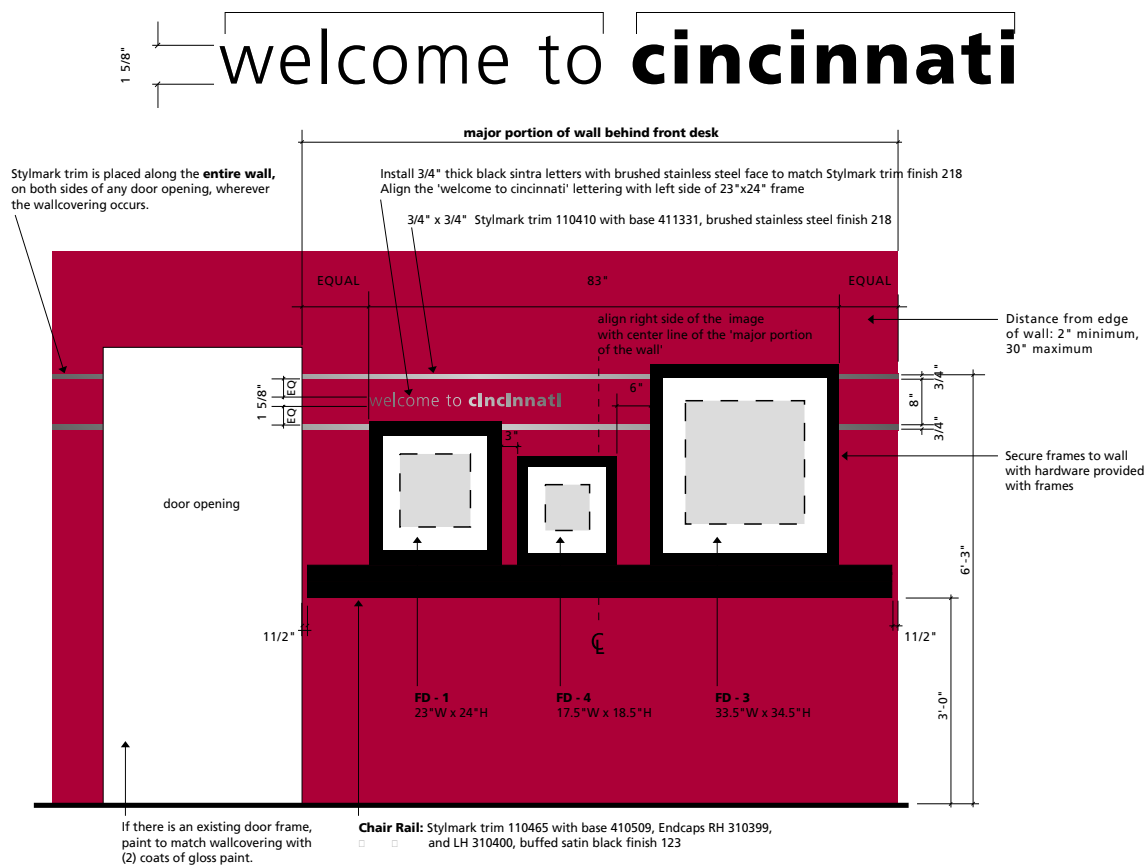 welcome to cincinnati
1 5/8"
major portion of wall behind front desk
Stylmark trim is placed along the entire wall,
on both sides of any door opening, wherever
the wallcovering occurs.
Install 3/4" thick black sintra letters with brushed stainless steel face to match Stylmark trim finish 218
Align the 'welcome to cincinnati' lettering with left side of 23"x24" frame
3/4" x 3/4" Stylmark trim 110410 with base 411331, brushed stainless steel finish 218
EQUAL
83"
EQUAL
align right side of the image
with center line of the 'major portion
of the wall'
Distance from edge
of wall: 2" minimum,
30" maximum
EQ
1 5/8"
EQ
welcome to cincinnati
6"
3/4"
8"
3/4"
3"
Secure frames to wall
with hardware provided
with frames
door opening
6'-3"
11/2"
11/2"
CL
3'-0"
FD - 1
23"W x 24"H
FD - 4
17.5"W x 18.5"H
FD - 3
33.5"W x 34.5"H
If there is an existing door frame,
paint to match wallcovering with
(2) coats of gloss paint.
Chair Rail: Stylmark trim 110465 with base 410509, Endcaps RH 310399,
and LH 310400, buffed satin black finish 123